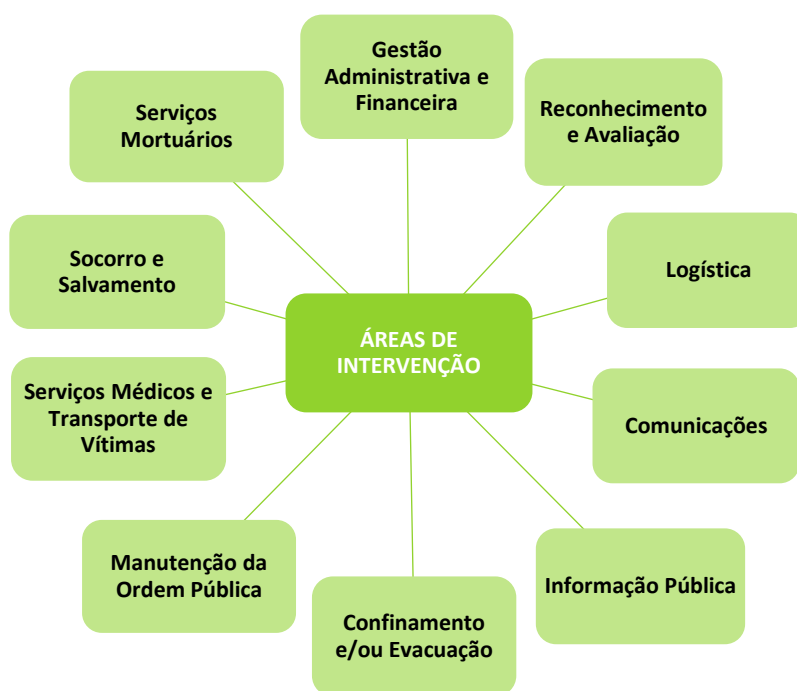 Gestão
Administrativa e
Financeira
Reconhecimento
e Avaliação
Logística
Comunicações
Informação Pública
Confinamento
e/ou Evacuação
Manutenção da
Ordem Pública
Serviços Médicos e
Transporte de
Vítimas
Socorro e
Salvamento
Serviços
Mortuários
ÁREAS DE
INTERVENÇÃO